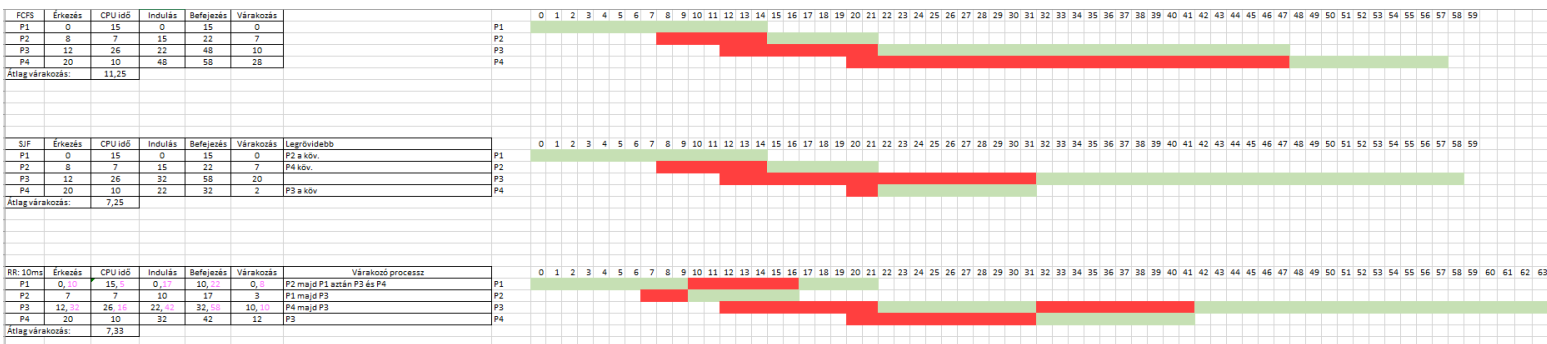 FCFS Érkezés CPU idő Indulás Befejezés Várakozás 0 1 2 3 4 5 6 7 8 9 10 11 12 13 14 15 16 17 18 19 20 21 22 23 24 25 26 27 28 29 30 31 32 33 34 35 36 37 38 39 40 41 42 43 44 45 46 47 48 49 50 51 52 53 54 55 56 57 58 59
P1 0 15 0 15 0 P1
P2 8 7 15 22 7 P2
P3 12 26 22 48 10 P3
P4 20 10 48 58 28 P4
Átlag várakozás: 11,25
SJF Érkezés CPU idő Indulás Befejezés Várakozás Legrövidebb 0 1 2 3 4 5 6 7 8 9 10 11 12 13 14 15 16 17 18 19 20 21 22 23 24 25 26 27 28 29 30 31 32 33 34 35 36 37 38 39 40 41 42 43 44 45 46 47 48 49 50 51 52 53 54 55 56 57 58 59
P1 0 15 0 15 0 P2 a köv. P1
P2 8 7 15 22 7 P4 köv. P2
P3 12 26 32 58 20 P3
P4 20 10 22 32 2 P3 a köv P4
Átlag várakozás: 7,25
RR: 10ms Érkezés CPU idő Indulás Befejezés Várakozás Várakozó processz 0 1 2 3 4 5 6 7 8 9 10 11 12 13 14 15 16 17 18 19 20 21 22 23 24 25 26 27 28 29 30 31 32 33 34 35 36 37 38 39 40 41 42 43 44 45 46 47 48 49 50 51 52 53 54 55 56 57 58 59 60 61 62 63
P1 0, 10 15, 5 0 ,17 10, 22 0, 8 P2 majd P1 aztán P3 és P4 P1
P2 7 7 10 17 3 P1 majd P3 P2
P3 12, 32 26, 16 22, 42 32, 58 10, 10 P4 majd P3 P3
P4 20 10 32 42 12 P3 P4
Átlag várakozás: 7,33